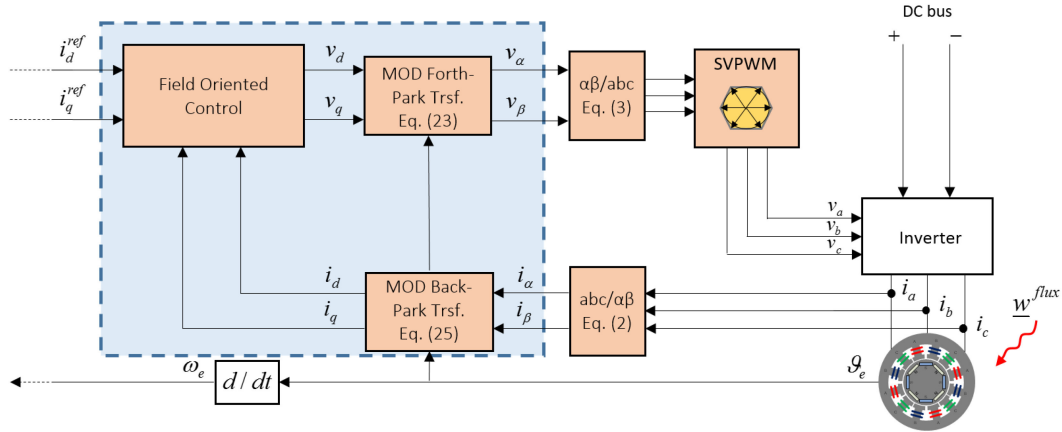 DC bus
+ −
i_d^{ref}
i_q^{ref}
Field Oriented
Control
v_d
v_q
MOD Forth-
Park Trsf.
Eq. (23)
v_α
v_β
αβ/abc
Eq. (3)
SVPWM
v_a
v_b
v_c
Inverter
i_d
i_q
MOD Back-
Park Trsf.
Eq. (25)
i_α
i_β
abc/αβ
Eq. (2)
i_a
i_b
i_c
w^{flux}
ω_e
d/dt
ϑ_e